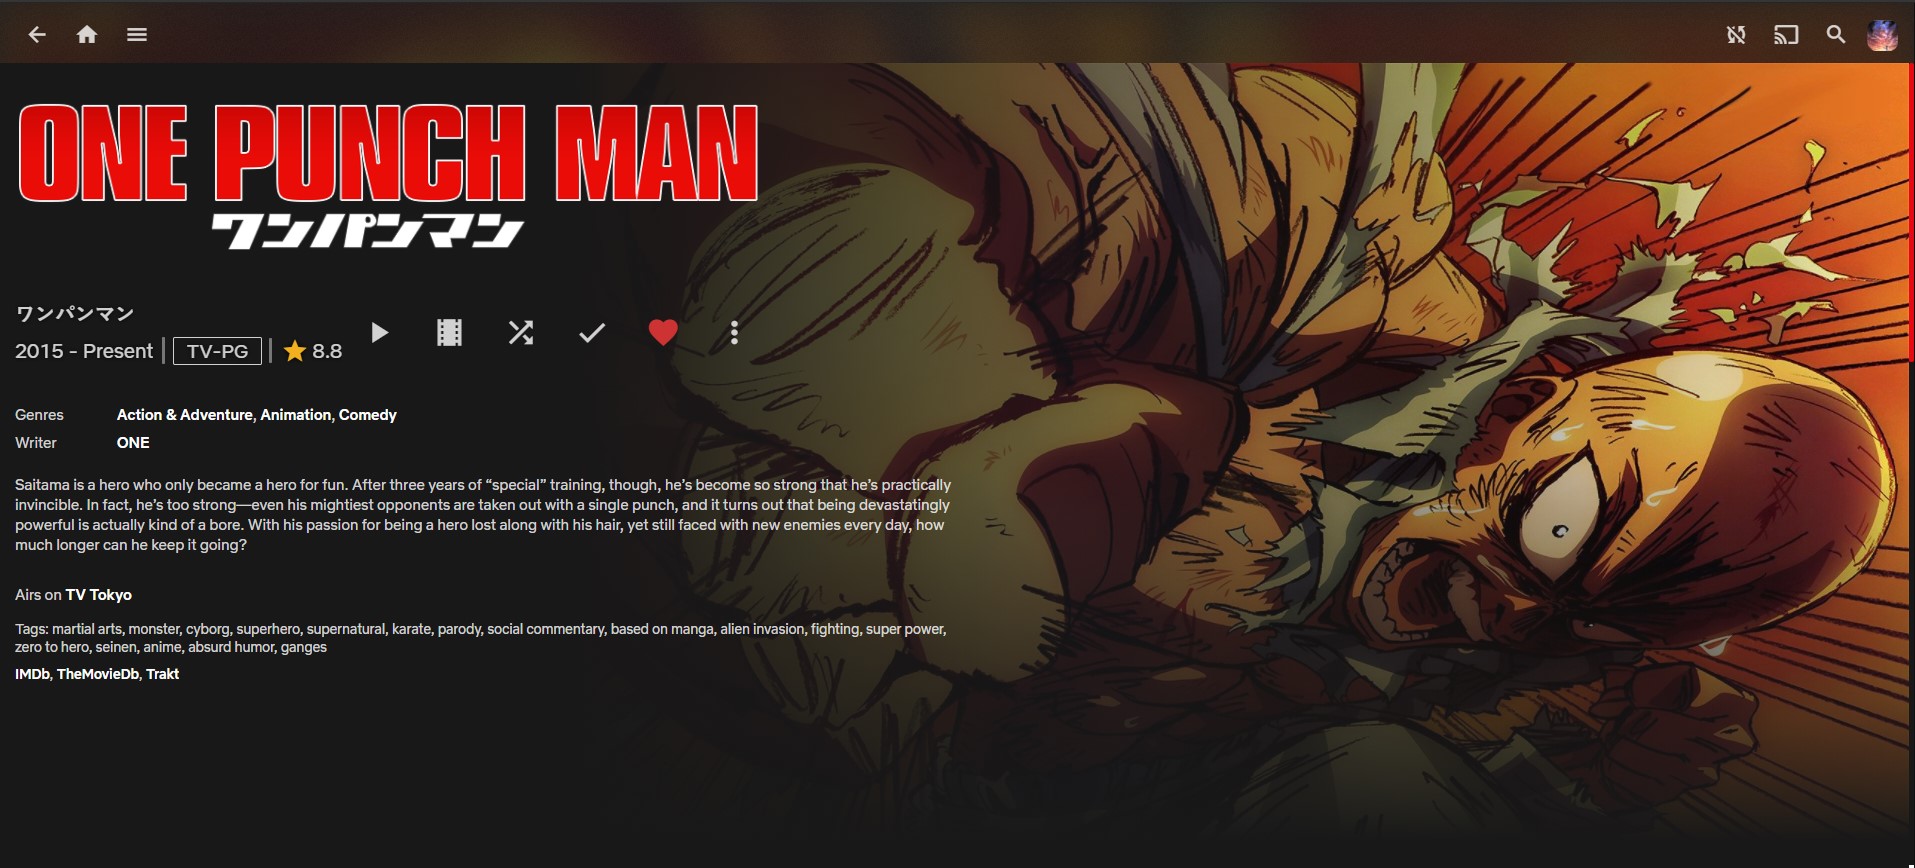 ONE PUNCH MAN
ワンパンマン
ワンパンマン
2015 - Present | TV-PG | 8.8
Genres Action & Adventure, Animation, Comedy
Writer ONE
Saitama is a hero who only became a hero for fun. After three years of “special” training, though, he’s become so strong that he’s practically
invincible. In fact, he’s too strong—even his mightiest opponents are taken out with a single punch, and it turns out that being devastatingly
powerful is actually kind of a bore. With his passion for being a hero lost along with his hair, yet still faced with new enemies every day, how
much longer can he keep it going?
Airs on TV Tokyo
Tags: martial arts, monster, cyborg, superhero, supernatural, karate, parody, social commentary, based on manga, alien invasion, fighting, super power,
zero to hero, seinen, anime, absurd humor, ganges
IMDb, TheMovieDb, Trakt